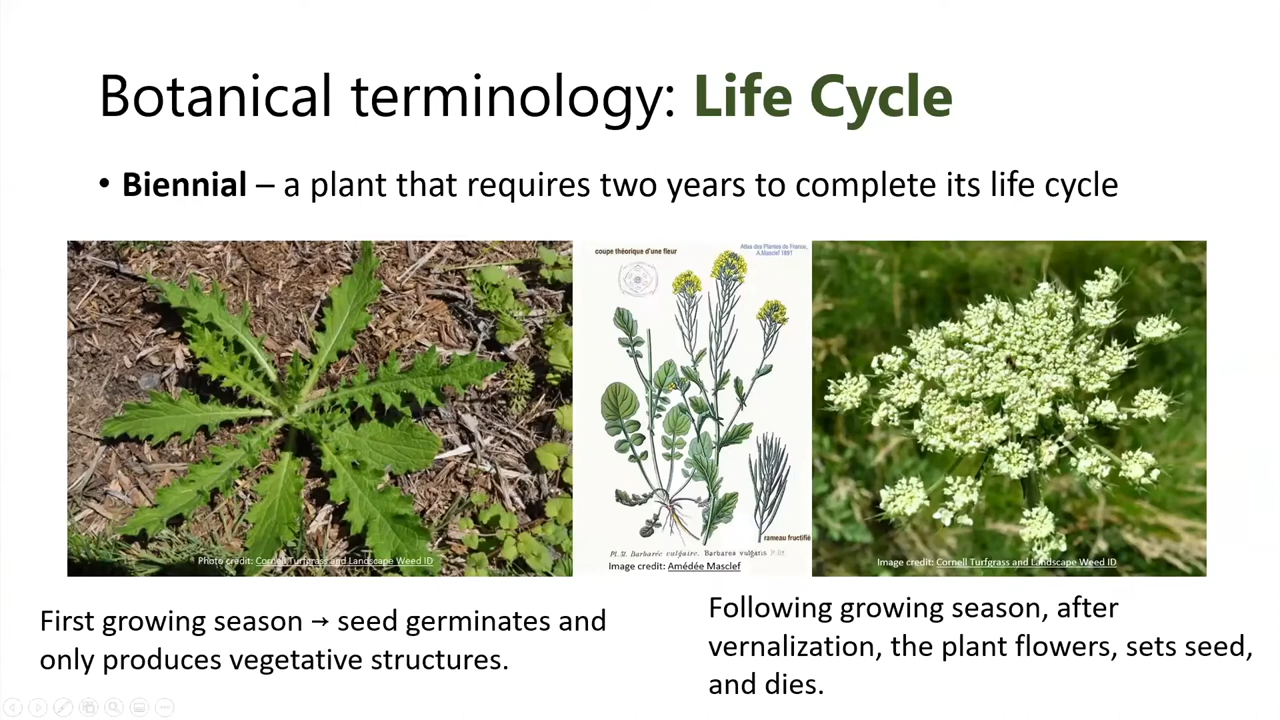 Botanical terminology: Life Cycle
• Biennial – a plant that requires two years to complete its life cycle
Photo credit: Cornell Turfgrass and Landscape Weed ID
coupe théorique d'une fleur
Atlas des Plantes de France,
A.Masclef 1891
rameau fructifié
Pl. 31. Barbarée vulgaire. Barbarea vulgaris
Image credit: Amédée Masclef
Image credit: Cornell Turfgrass and Landscape Weed ID
First growing season → seed germinates and
only produces vegetative structures.
Following growing season, after
vernalization, the plant flowers, sets seed,
and dies.